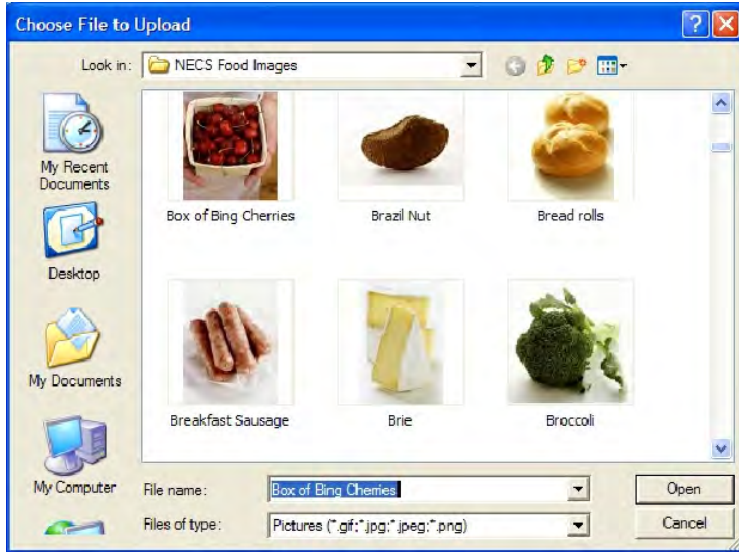 Choose File to Upload
Look in:
NECS Food Images
My Recent
Documents
Desktop
My Documents
My Computer
Box of Bing Cherries
Brazil Nut
Bread rolls
Breakfast Sausage
Brie
Broccoli
File name:
Box of Bing Cherries
Open
Files of type:
Pictures (*.gif;*.jpg;*.jpeg;*.png)
Cancel